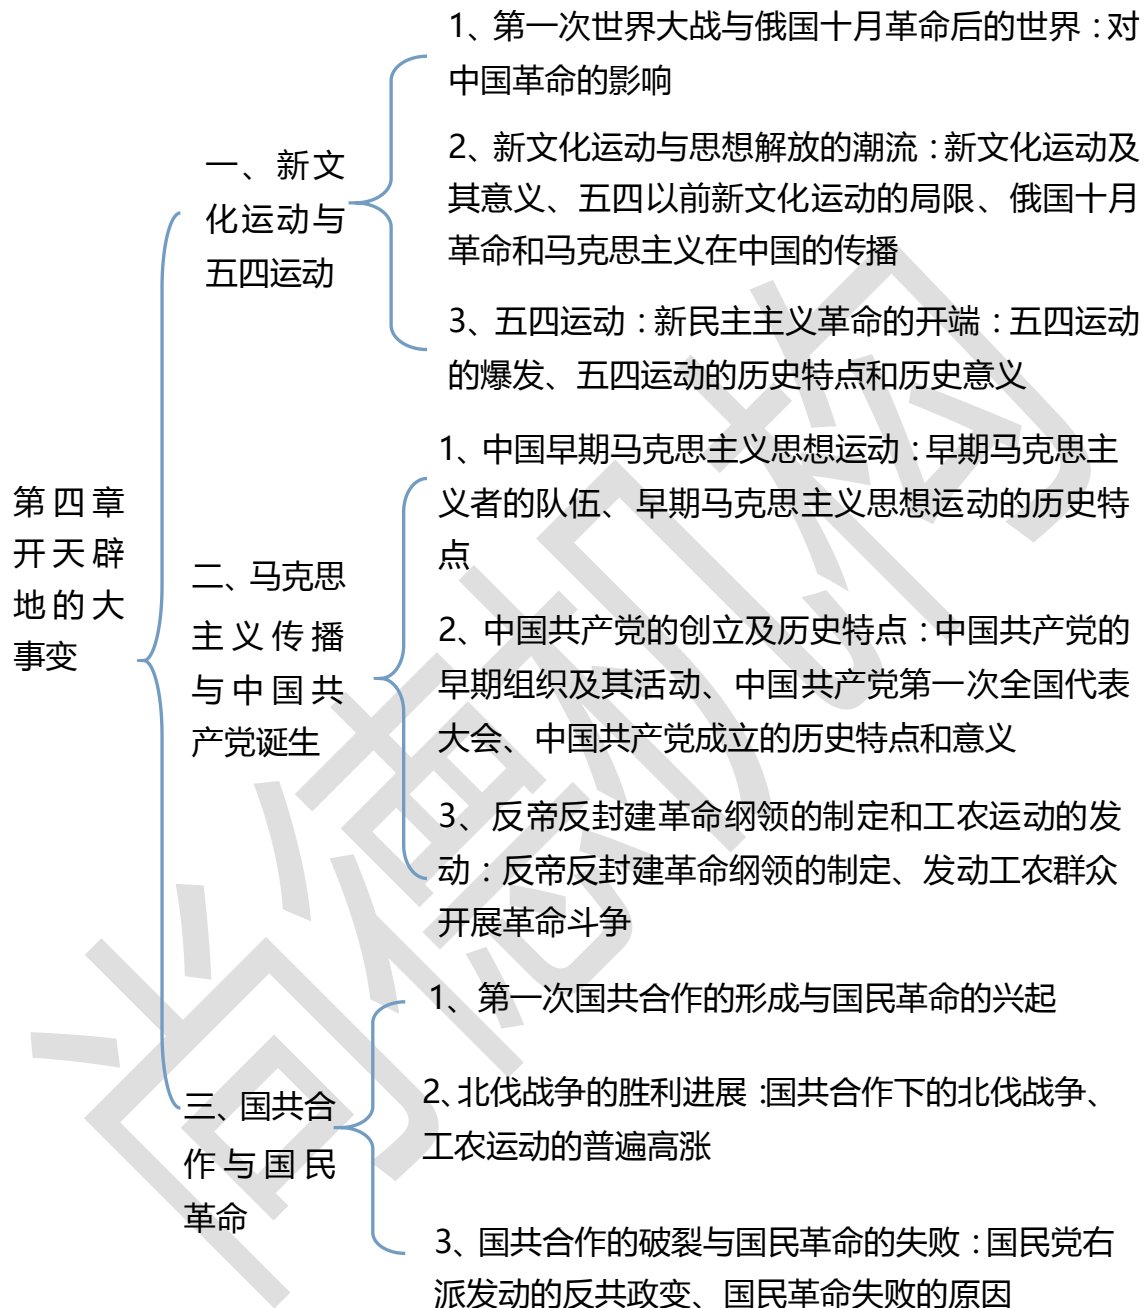 第四章
开天辟
地的大
事变
一、新文
化运动与
五四运动
1、第一次世界大战与俄国十月革命后的世界：对
中国革命的影响
2、新文化运动与思想解放的潮流：新文化运动及
其意义、五四以前新文化运动的局限、俄国十月
革命和马克思主义在中国的传播
3、五四运动：新民主主义革命的开端：五四运动
的爆发、五四运动的历史特点和历史意义
二、马克思
主义传播
与中国共
产党诞生
1、中国早期马克思主义思想运动：早期马克思主
义者的队伍、早期马克思主义思想运动的历史特
点
2、中国共产党的创立及历史特点：中国共产党的
早期组织及其活动、中国共产党第一次全国代表
大会、中国共产党成立的历史特点和意义
3、反帝反封建革命纲领的制定和工农运动的发
动：反帝反封建革命纲领的制定、发动工农群众
开展革命斗争
三、国共合
作与国民
革命
1、第一次国共合作的形成与国民革命的兴起
2、北伐战争的胜利进展：国共合作下的北伐战争、
工农运动的普遍高涨
3、国共合作的破裂与国民革命的失败：国民党右
派发动的反共政变、国民革命失败的原因
尚德机构